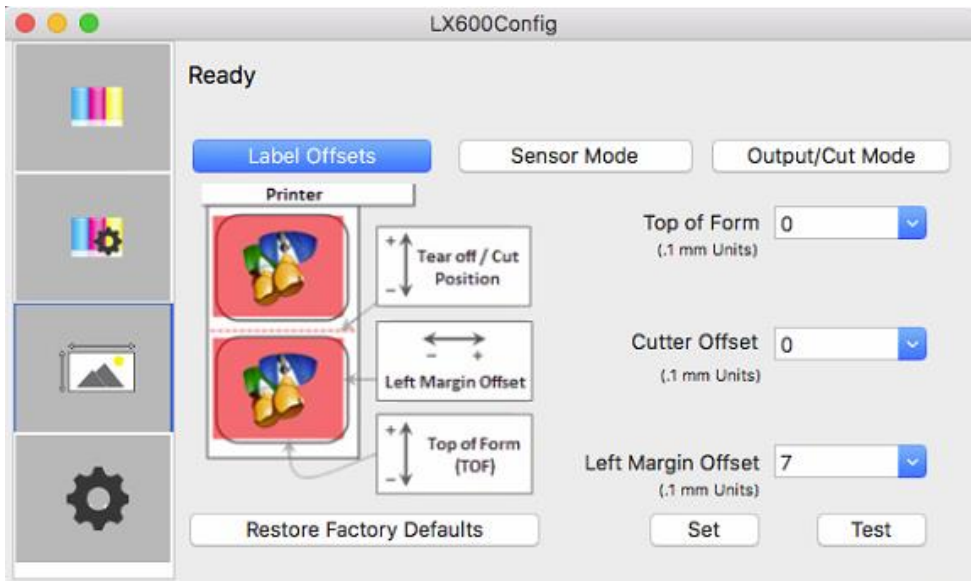 LX600Config
Ready
Label Offsets
Sensor Mode
Output/Cut Mode
Printer
+
Tear off / Cut
Position
−
− +
Left Margin Offset
+
Top of Form
(TOF)
−
Top of Form
(.1 mm Units)
0
Cutter Offset
(.1 mm Units)
0
Left Margin Offset
(.1 mm Units)
7
Restore Factory Defaults
Set
Test